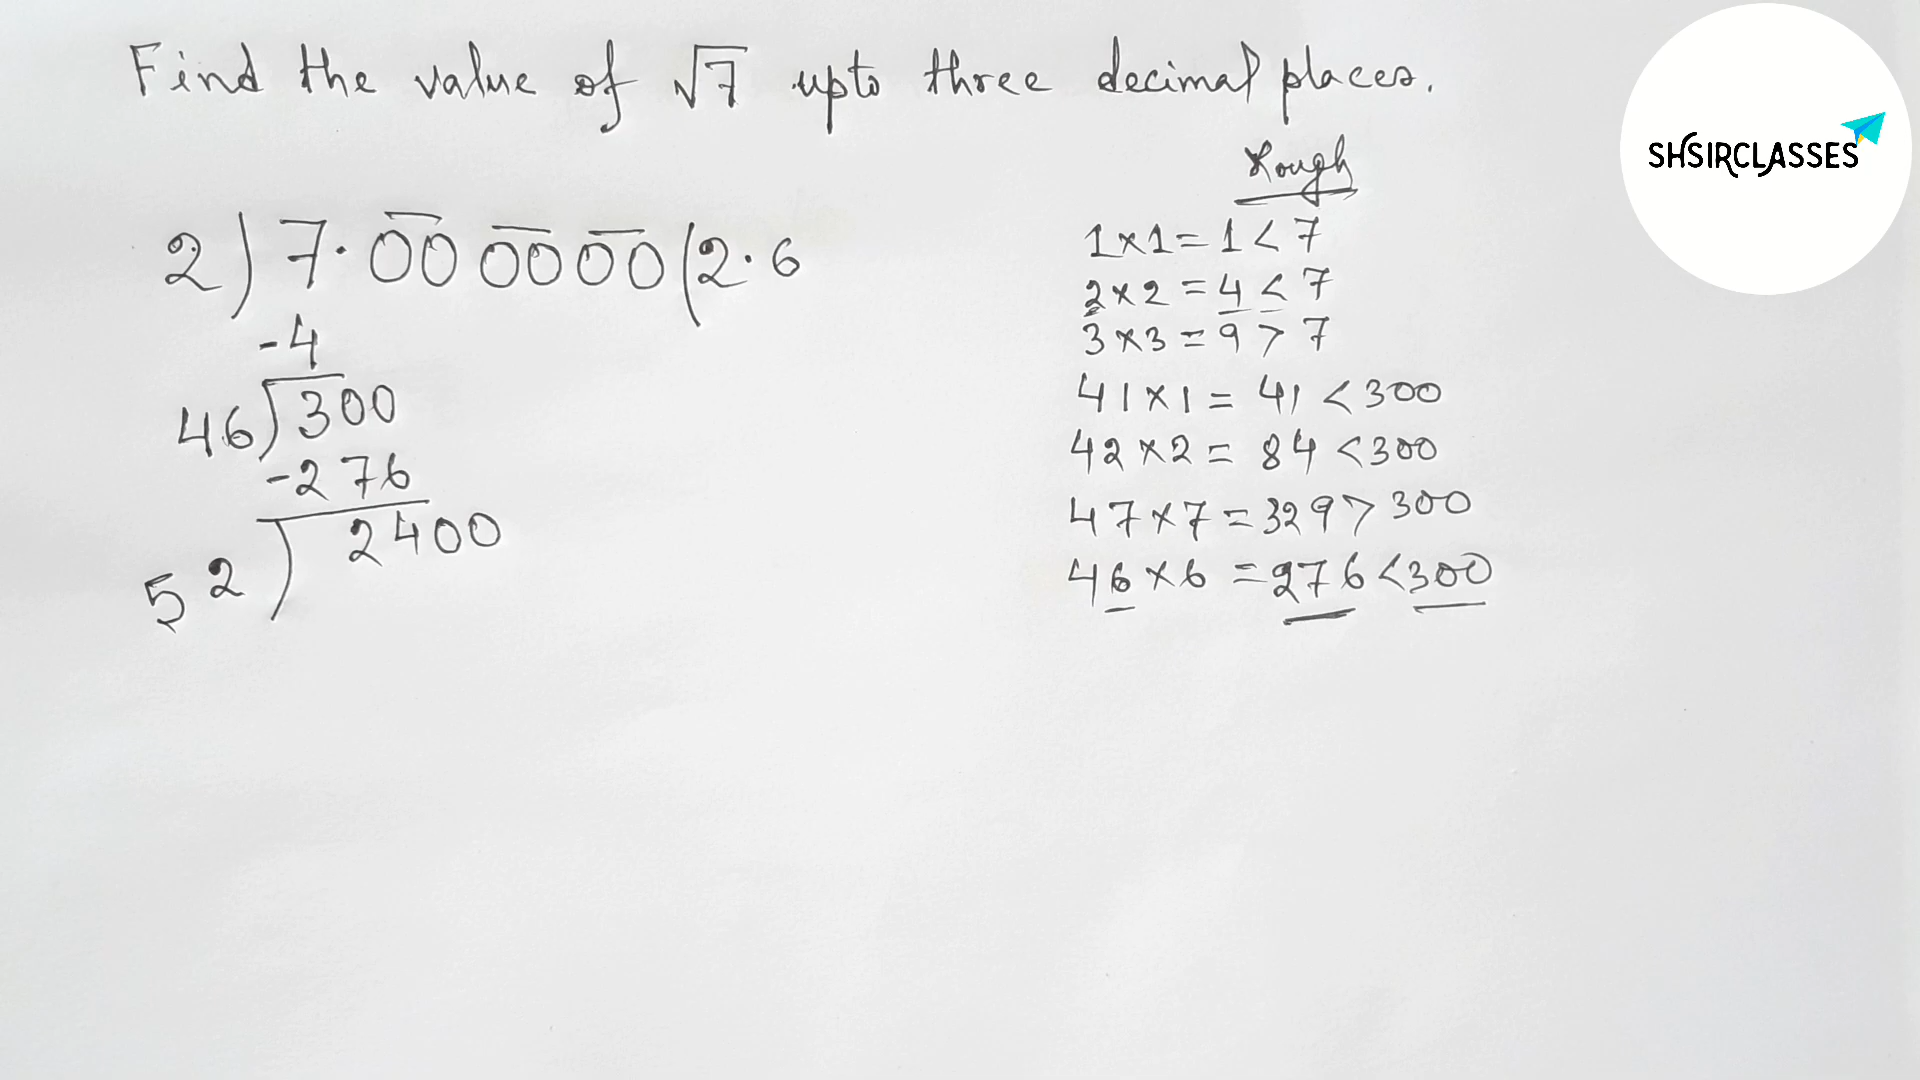 Find the value of √7 upto three decimal places.
SHSIRCLASSES
Rough
2)7.00 00 00(2.6
-4
46)300
-276
52)2400
1×1=1<7
2×2=4<7
3×3=9>7
41×1=41<300
42×2=84<300
47×7=329>300
46×6=276<300